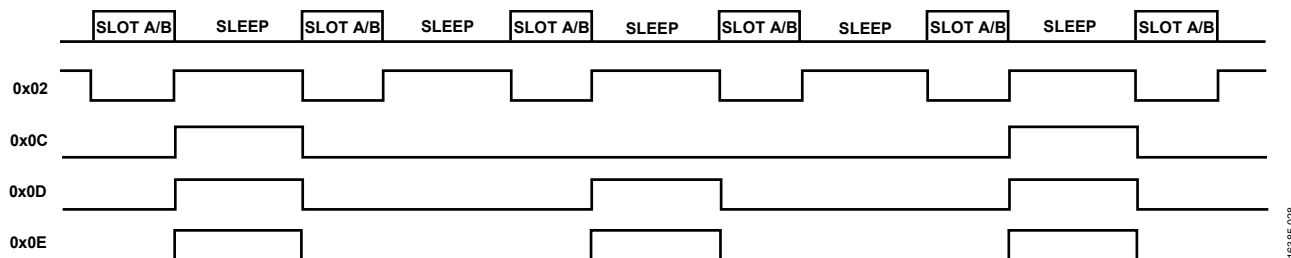 SLOT A/B SLEEP SLOT A/B SLEEP SLOT A/B SLEEP SLOT A/B SLEEP SLOT A/B SLEEP SLOT A/B
0x02
0x0C
0x0D
0x0E